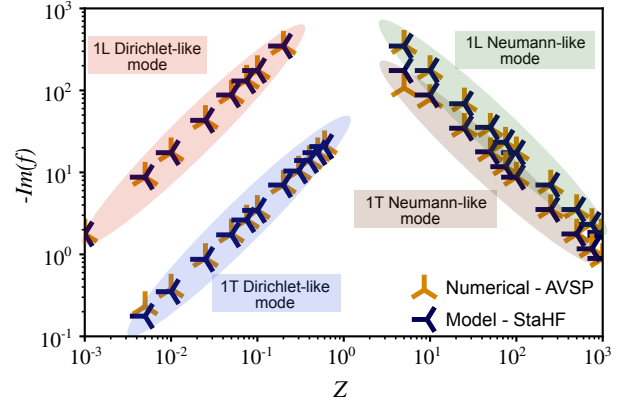 10³
10²
10¹
10⁰
10⁻¹
-Im(f)
1L Dirichlet-like
mode
1L Neumann-like
mode
1T Neumann-like
mode
1T Dirichlet-like
mode
Numerical - AVSP
Model - StaHF
10⁻³
10⁻²
10⁻¹
10⁰
10¹
10²
10³
Z